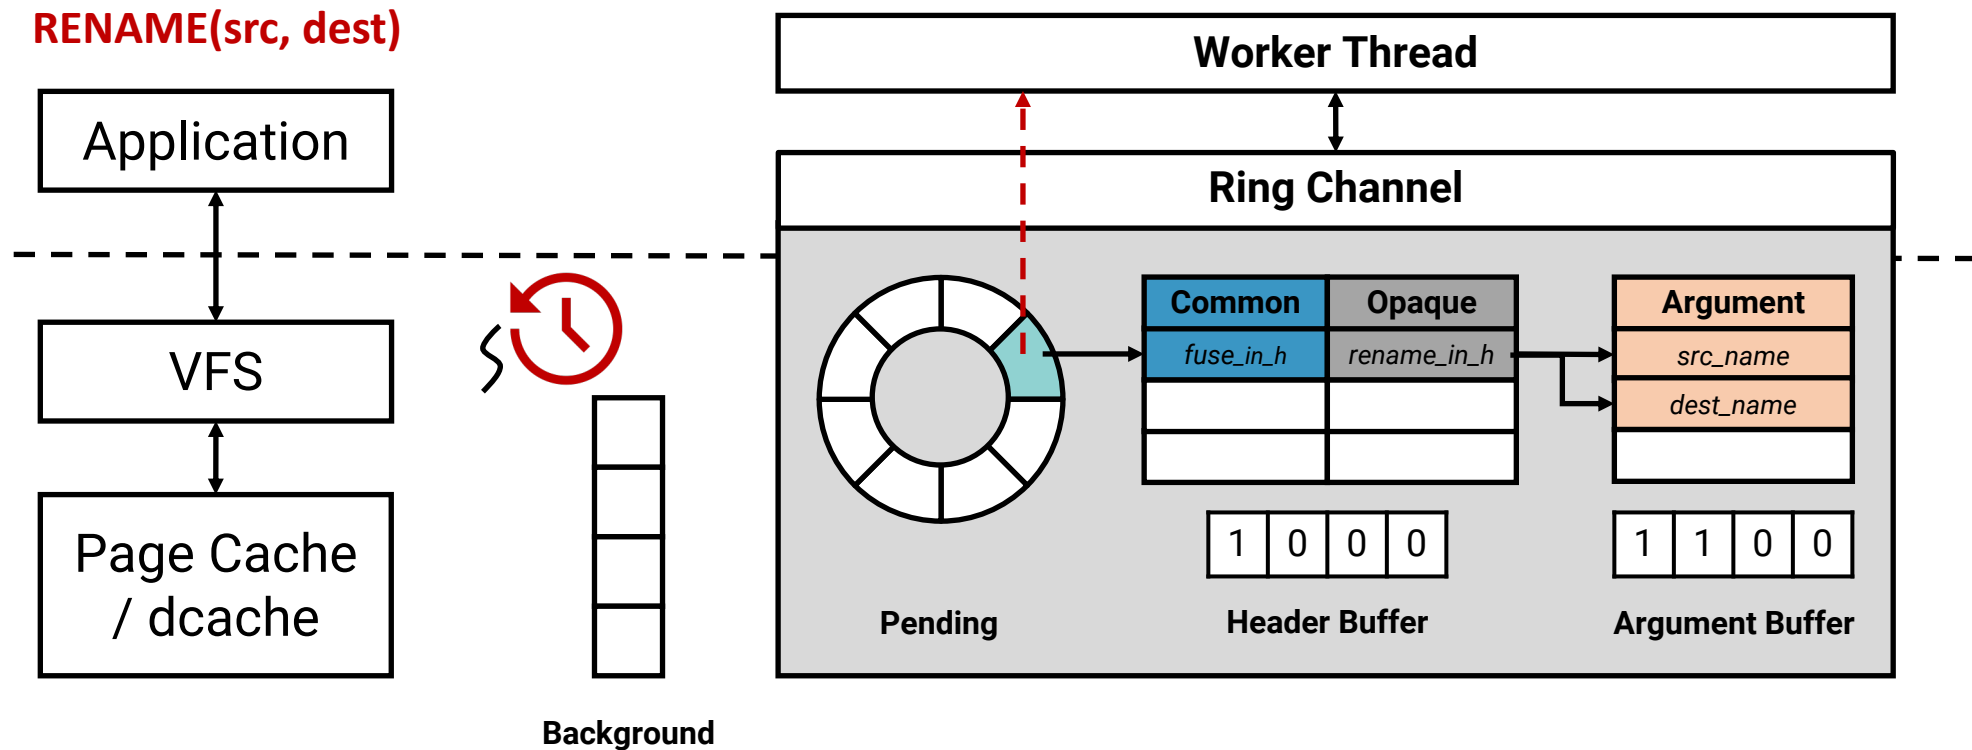 RENAME(src, dest)
Application
VFS
Page Cache
/ dcache
Background
Worker Thread
Ring Channel
Pending
Common
Opaque
fuse_in_h
rename_in_h
1 0 0 0
Header Buffer
Argument
src_name
dest_name
1 1 0 0
Argument Buffer